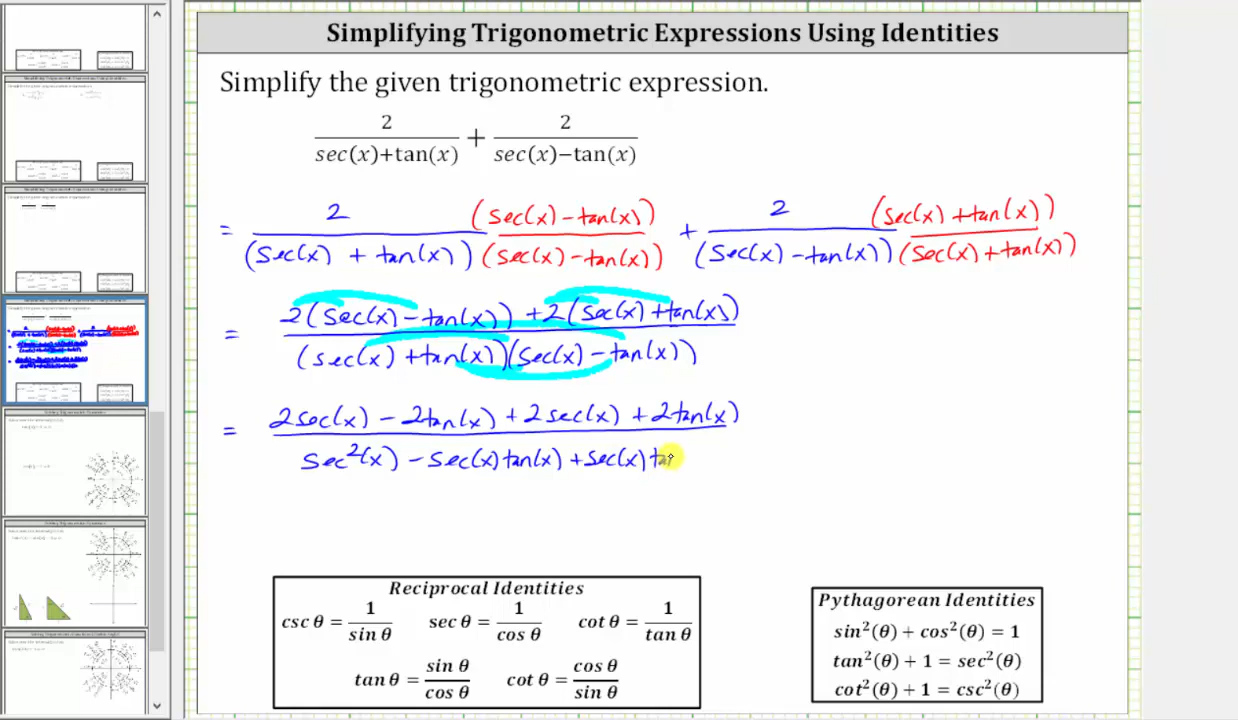 Simplifying Trigonometric Expressions Using Identities
Simplify the given trigonometric expression.
2/(sec(x)+tan(x)) + 2/(sec(x)−tan(x))
= 2/(sec(x) + tan(x)) (sec(x) - tan(x))/(sec(x) - tan(x)) + 2/(sec(x) - tan(x)) (sec(x) + tan(x))/(sec(x) + tan(x))
= 2(sec(x) - tan(x)) + 2(sec(x) + tan(x))
(sec(x) + tan(x))(sec(x) - tan(x))
= 2sec(x) - 2tan(x) + 2sec(x) + 2tan(x)
sec²(x) - sec(x)tan(x) + sec(x)ta
Reciprocal Identities
csc θ = 1/sin θ sec θ = 1/cos θ cot θ = 1/tan θ
tan θ = sin θ/cos θ cot θ = cos θ/sin θ
Pythagorean Identities
sin²(θ) + cos²(θ) = 1
tan²(θ) + 1 = sec²(θ)
cot²(θ) + 1 = csc²(θ)